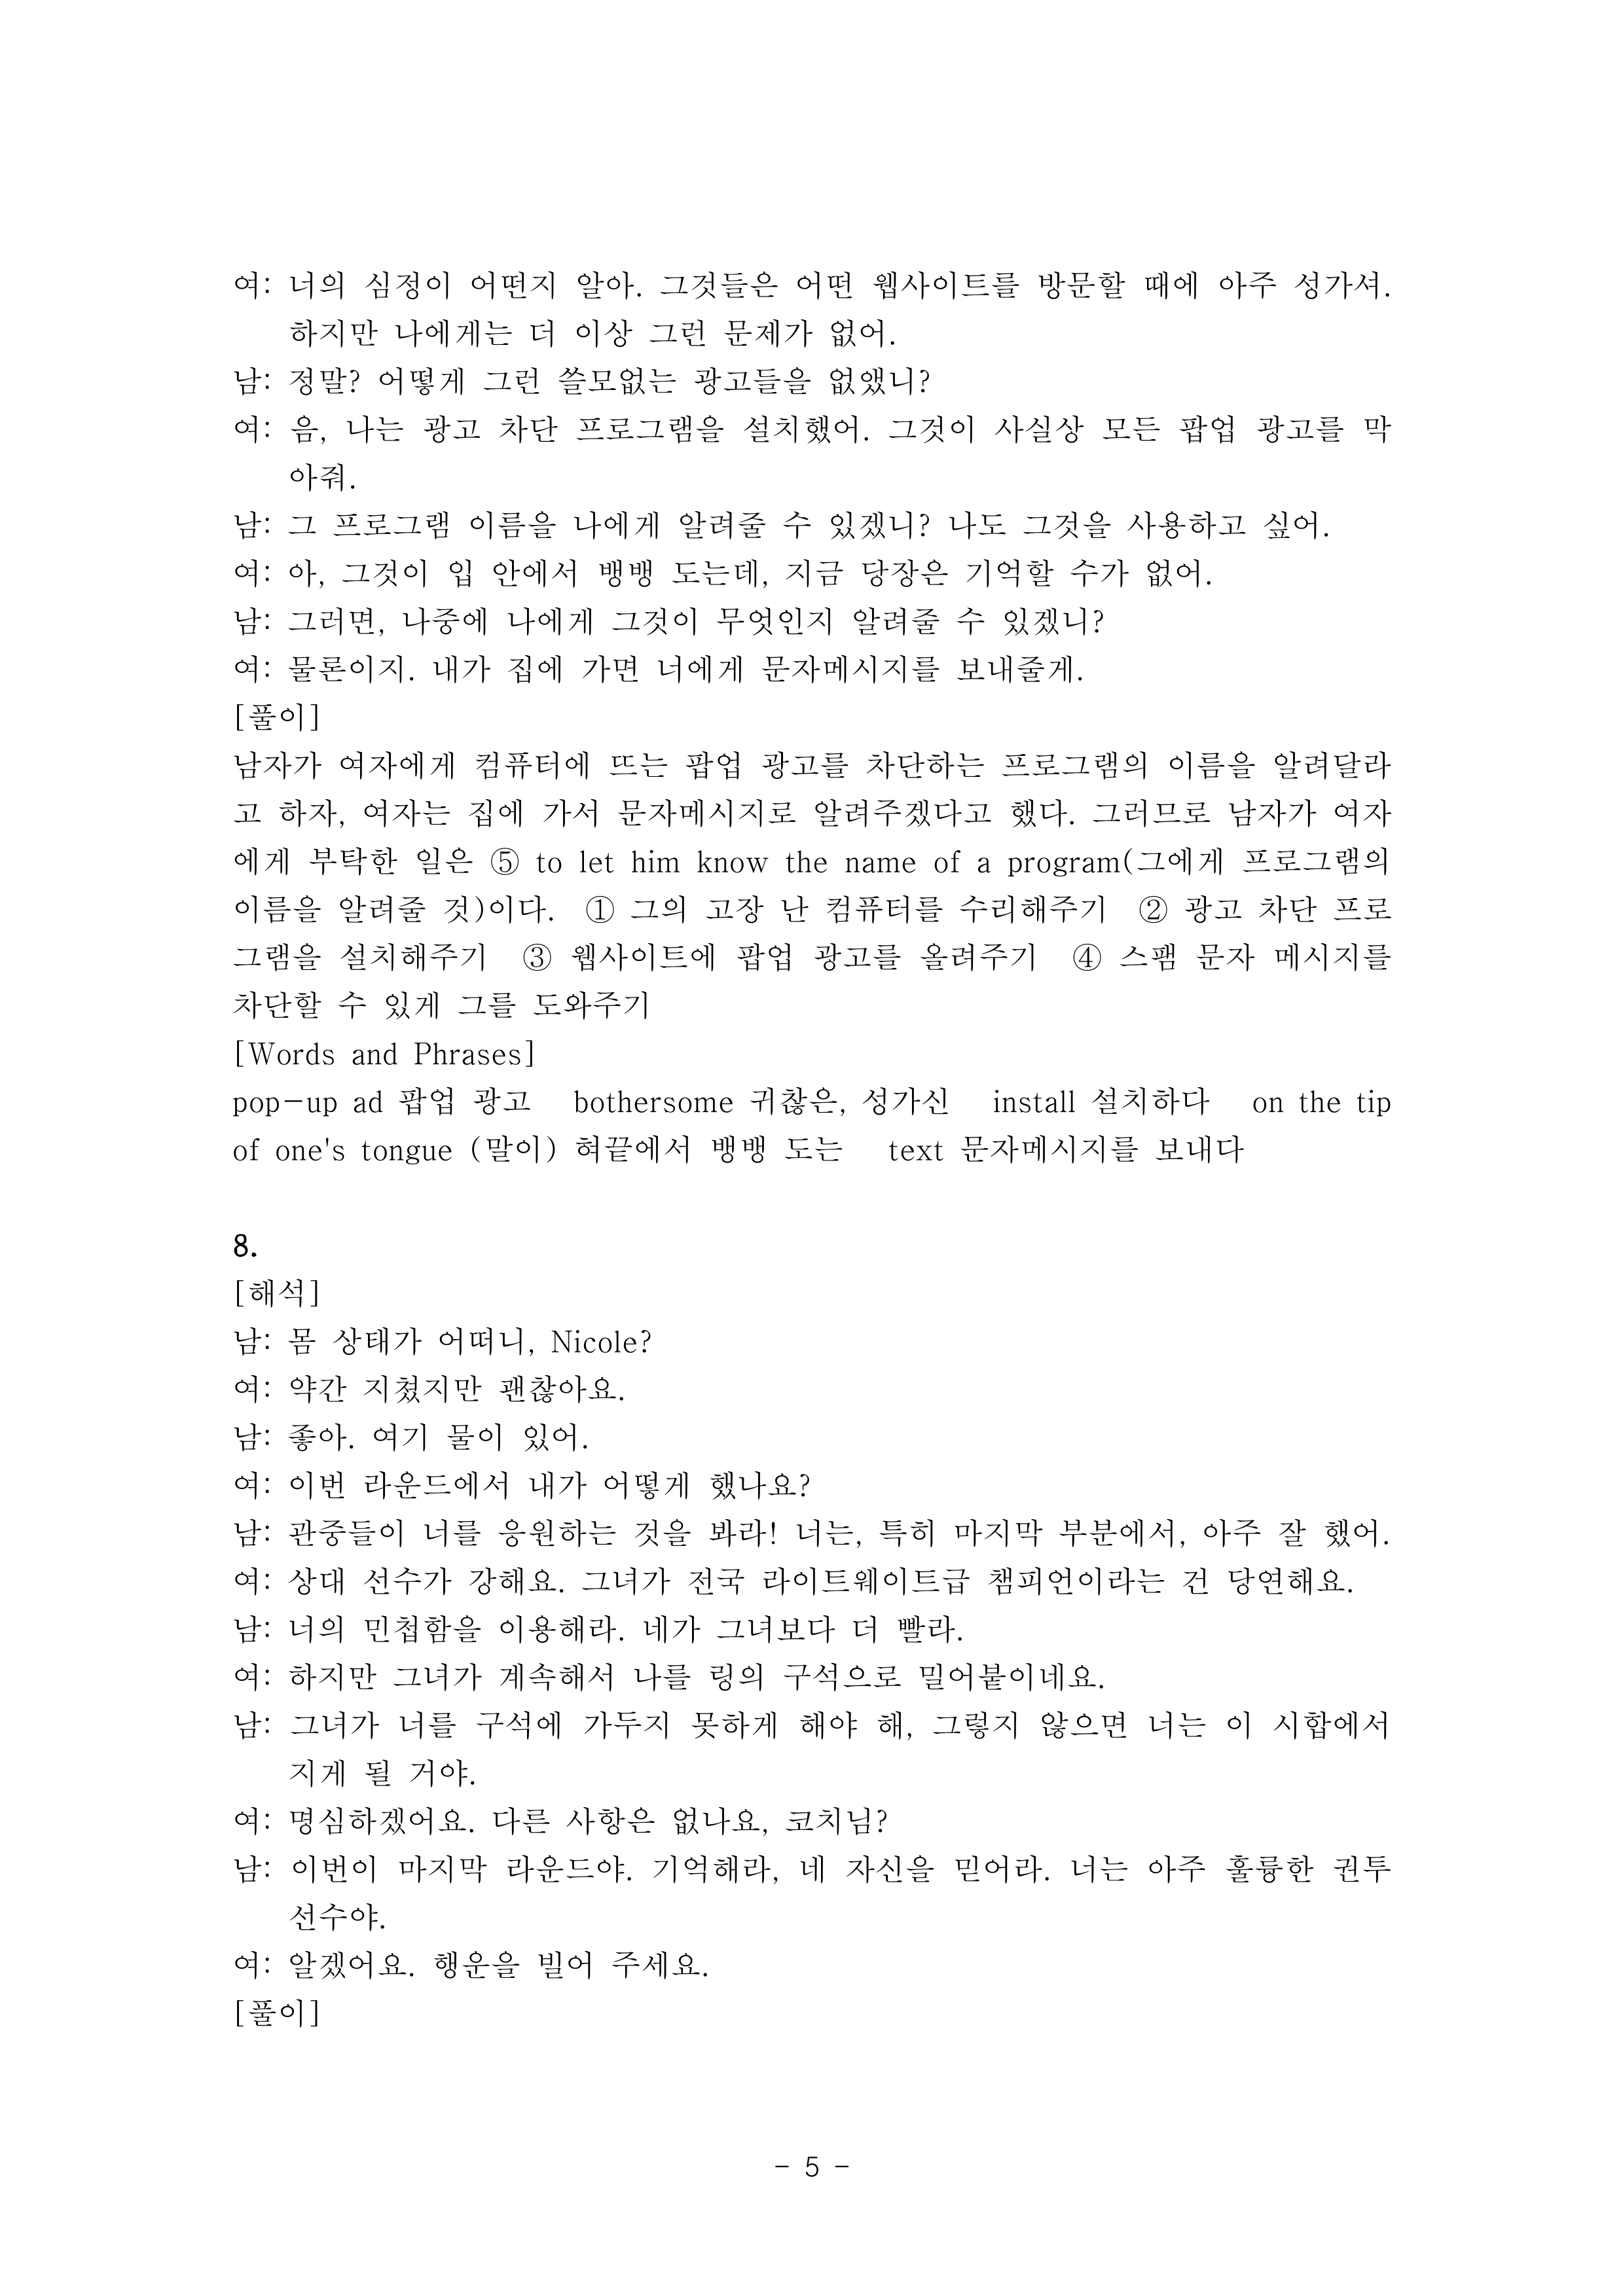 여: 너의 심정이 어떤지 알아. 그것들은 어떤 웹사이트를 방문할 때에 아주 성가셔.
하지만 나에게는 더 이상 그런 문제가 없어.
남: 정말? 어떻게 그런 쓸모없는 광고들을 없앴니?
여: 음, 나는 광고 차단 프로그램을 설치했어. 그것이 사실상 모든 팝업 광고를 막
아줘.
남: 그 프로그램 이름을 나에게 알려줄 수 있겠니? 나도 그것을 사용하고 싶어.
여: 아, 그것이 입 안에서 뱅뱅 도는데, 지금 당장은 기억할 수가 없어.
남: 그러면, 나중에 나에게 그것이 무엇인지 알려줄 수 있겠니?
여: 물론이지. 내가 집에 가면 너에게 문자메시지를 보내줄게.
[풀이]
남자가 여자에게 컴퓨터에 뜨는 팝업 광고를 차단하는 프로그램의 이름을 알려달라
고 하자, 여자는 집에 가서 문자메시지로 알려주겠다고 했다. 그러므로 남자가 여자
에게 부탁한 일은 ⑤ to let him know the name of a program(그에게 프로그램의
이름을 알려줄 것)이다. ① 그의 고장 난 컴퓨터를 수리해주기 ② 광고 차단 프로
그램을 설치해주기 ③ 웹사이트에 팝업 광고를 올려주기 ④ 스팸 문자 메시지를
차단할 수 있게 그를 도와주기
[Words and Phrases]
pop-up ad 팝업 광고 bothersome 귀찮은, 성가신 install 설치하다 on the tip
of one's tongue (말이) 혀끝에서 뱅뱅 도는 text 문자메시지를 보내다
8.
[해석]
남: 몸 상태가 어떠니, Nicole?
여: 약간 지쳤지만 괜찮아요.
남: 좋아. 여기 물이 있어.
여: 이번 라운드에서 내가 어떻게 했나요?
남: 관중들이 너를 응원하는 것을 봐라! 너는, 특히 마지막 부분에서, 아주 잘 했어.
여: 상대 선수가 강해요. 그녀가 전국 라이트웨이트급 챔피언이라는 건 당연해요.
남: 너의 민첩함을 이용해라. 네가 그녀보다 더 빨라.
여: 하지만 그녀가 계속해서 나를 링의 구석으로 밀어붙이네요.
남: 그녀가 너를 구석에 가두지 못하게 해야 해, 그렇지 않으면 너는 이 시합에서
지게 될 거야.
여: 명심하겠어요. 다른 사항은 없나요, 코치님?
남: 이번이 마지막 라운드야. 기억해라, 네 자신을 믿어라. 너는 아주 훌륭한 권투
선수야.
여: 알겠어요. 행운을 빌어 주세요.
[풀이]
- 5 -